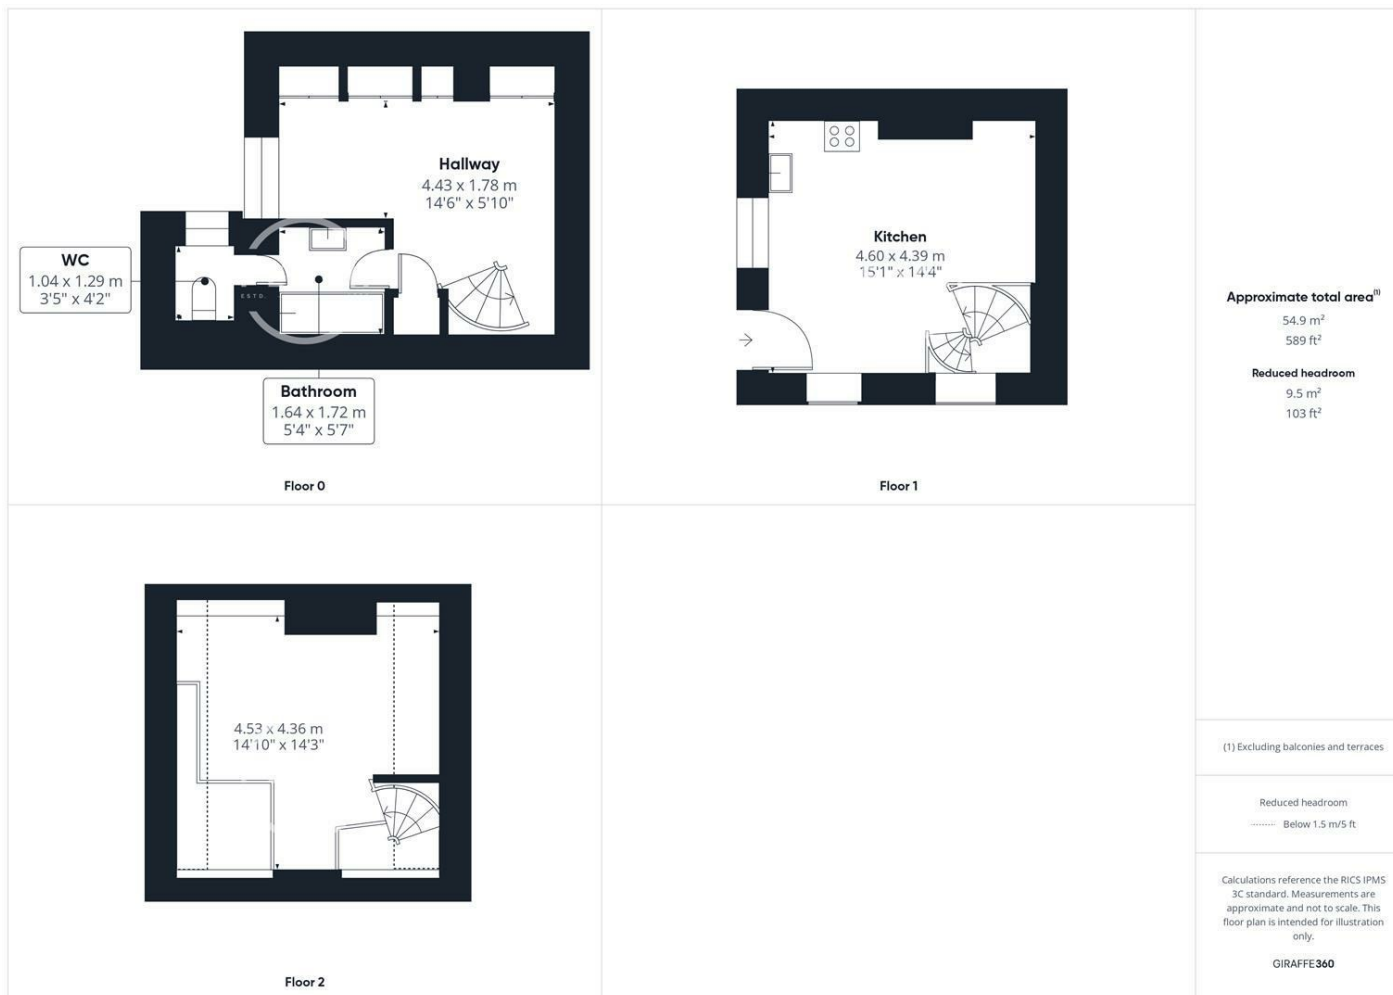 Hallway
4.43 x 1.78 m
14'6" x 5'10"
WC
1.04 x 1.29 m
3'5" x 4'2"
ESTD.
Bathroom
1.64 x 1.72 m
5'4" x 5'7"
Floor 0
Kitchen
4.60 x 4.39 m
15'1" x 14'4"
Floor 1
4.53 x 4.36 m
14'10" x 14'3"
Floor 2
Approximate total area(1)
54.9 m²
589 ft²
Reduced headroom
9.5 m²
103 ft²
(1) Excluding balconies and terraces
Reduced headroom
Below 1.5 m/5 ft
Calculations reference the RICS IPMS
3C standard. Measurements are
approximate and not to scale. This
floor plan is intended for illustration
only.
GIRAFFE360